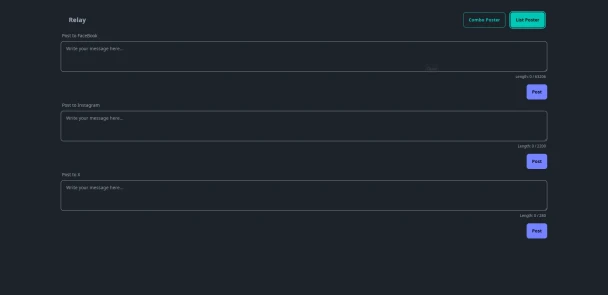 Relay
Combo Poster
List Poster
Post to Facebook
Write your message here...
Length: 0 / 63206
Post
Post to Instagram
Write your message here...
Length: 0 / 2200
Post
Post to X
Write your message here...
Length: 0 / 280
Post